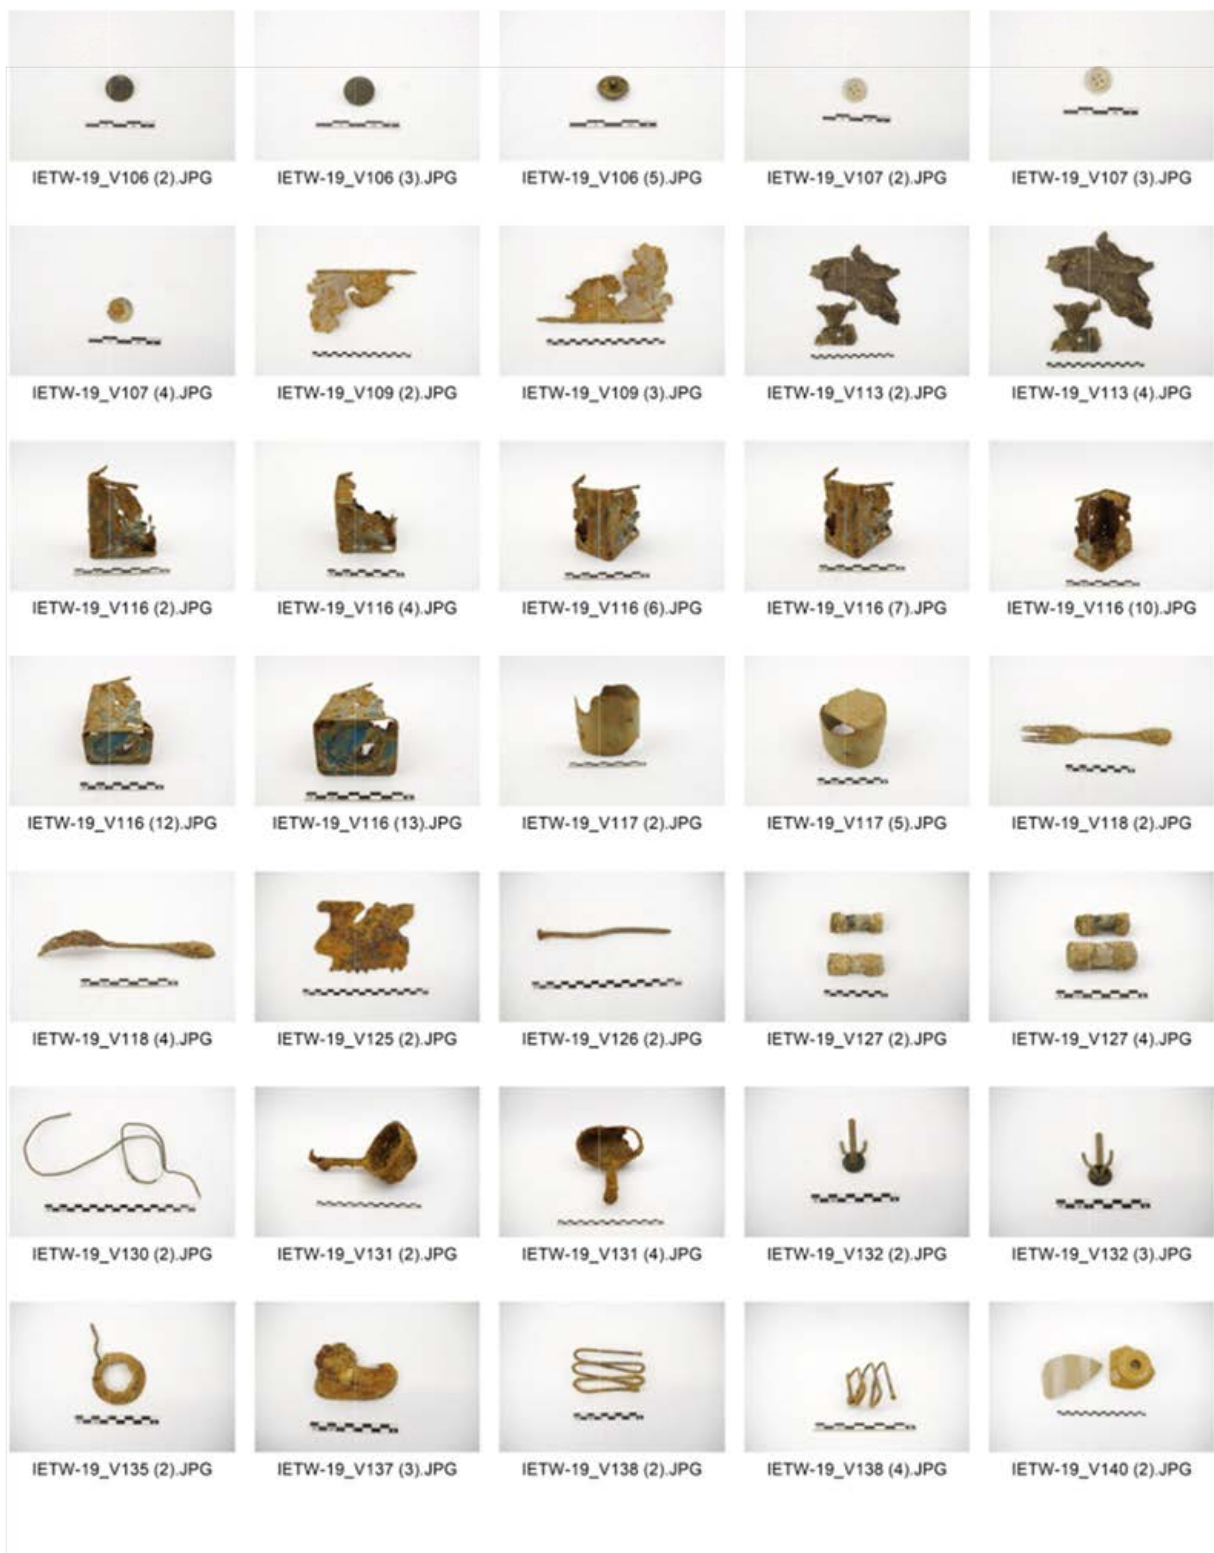 IETW-19_V106 (2).JPG IETW-19_V106 (3).JPG IETW-19_V106 (5).JPG IETW-19_V107 (2).JPG IETW-19_V107 (3).JPG
IETW-19_V107 (4).JPG IETW-19_V109 (2).JPG IETW-19_V109 (3).JPG IETW-19_V113 (2).JPG IETW-19_V113 (4).JPG
IETW-19_V116 (2).JPG IETW-19_V116 (4).JPG IETW-19_V116 (6).JPG IETW-19_V116 (7).JPG IETW-19_V116 (10).JPG
IETW-19_V116 (12).JPG IETW-19_V116 (13).JPG IETW-19_V117 (2).JPG IETW-19_V117 (5).JPG IETW-19_V118 (2).JPG
IETW-19_V118 (4).JPG IETW-19_V125 (2).JPG IETW-19_V126 (2).JPG IETW-19_V127 (2).JPG IETW-19_V127 (4).JPG
IETW-19_V130 (2).JPG IETW-19_V131 (2).JPG IETW-19_V131 (4).JPG IETW-19_V132 (2).JPG IETW-19_V132 (3).JPG
IETW-19_V135 (2).JPG IETW-19_V137 (3).JPG IETW-19_V138 (2).JPG IETW-19_V138 (4).JPG IETW-19_V140 (2).JPG